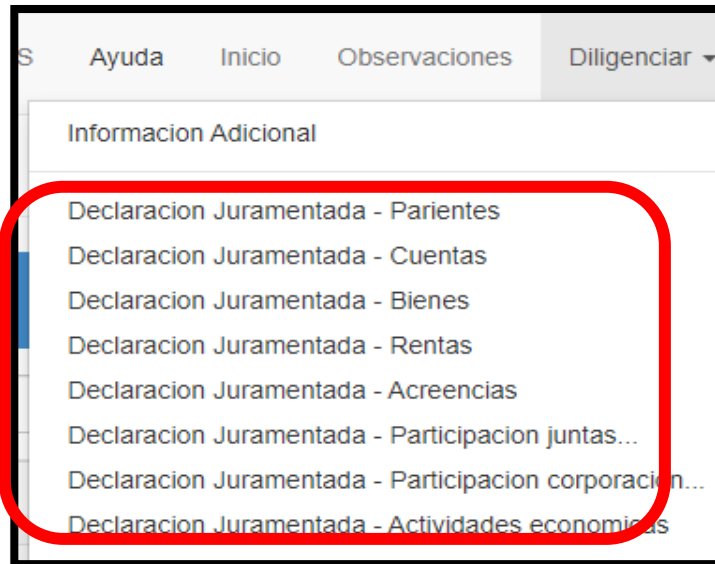 S Ayuda Inicio Observaciones Diligenciar
Informacion Adicional
Declaracion Juramentada - Parientes
Declaracion Juramentada - Cuentas
Declaracion Juramentada - Bienes
Declaracion Juramentada - Rentas
Declaracion Juramentada - Acreencias
Declaracion Juramentada - Participacion juntas...
Declaracion Juramentada - Participacion corporacion...
Declaracion Juramentada - Actividades economicas